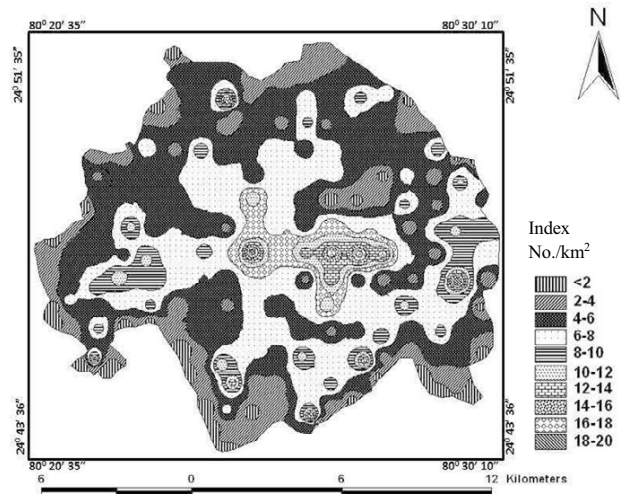 80° 20' 35" 80° 30' 10"
N
24° 51' 35" 24° 51' 35"
Index
No./km²
<2
2-4
4-6
6-8
8-10
10-12
12-14
14-16
16-18
18-20
24° 43' 36" 24° 43' 36"
80° 20' 35" 80° 30' 10"
6 0 6 12 Kilometers